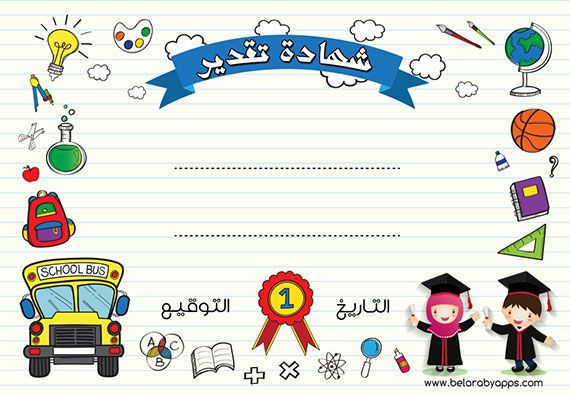 شهادة تقدير
SCHOOL BUS
1
التاريخ
التوقيع
A
B
C
www.belarabyapps.com